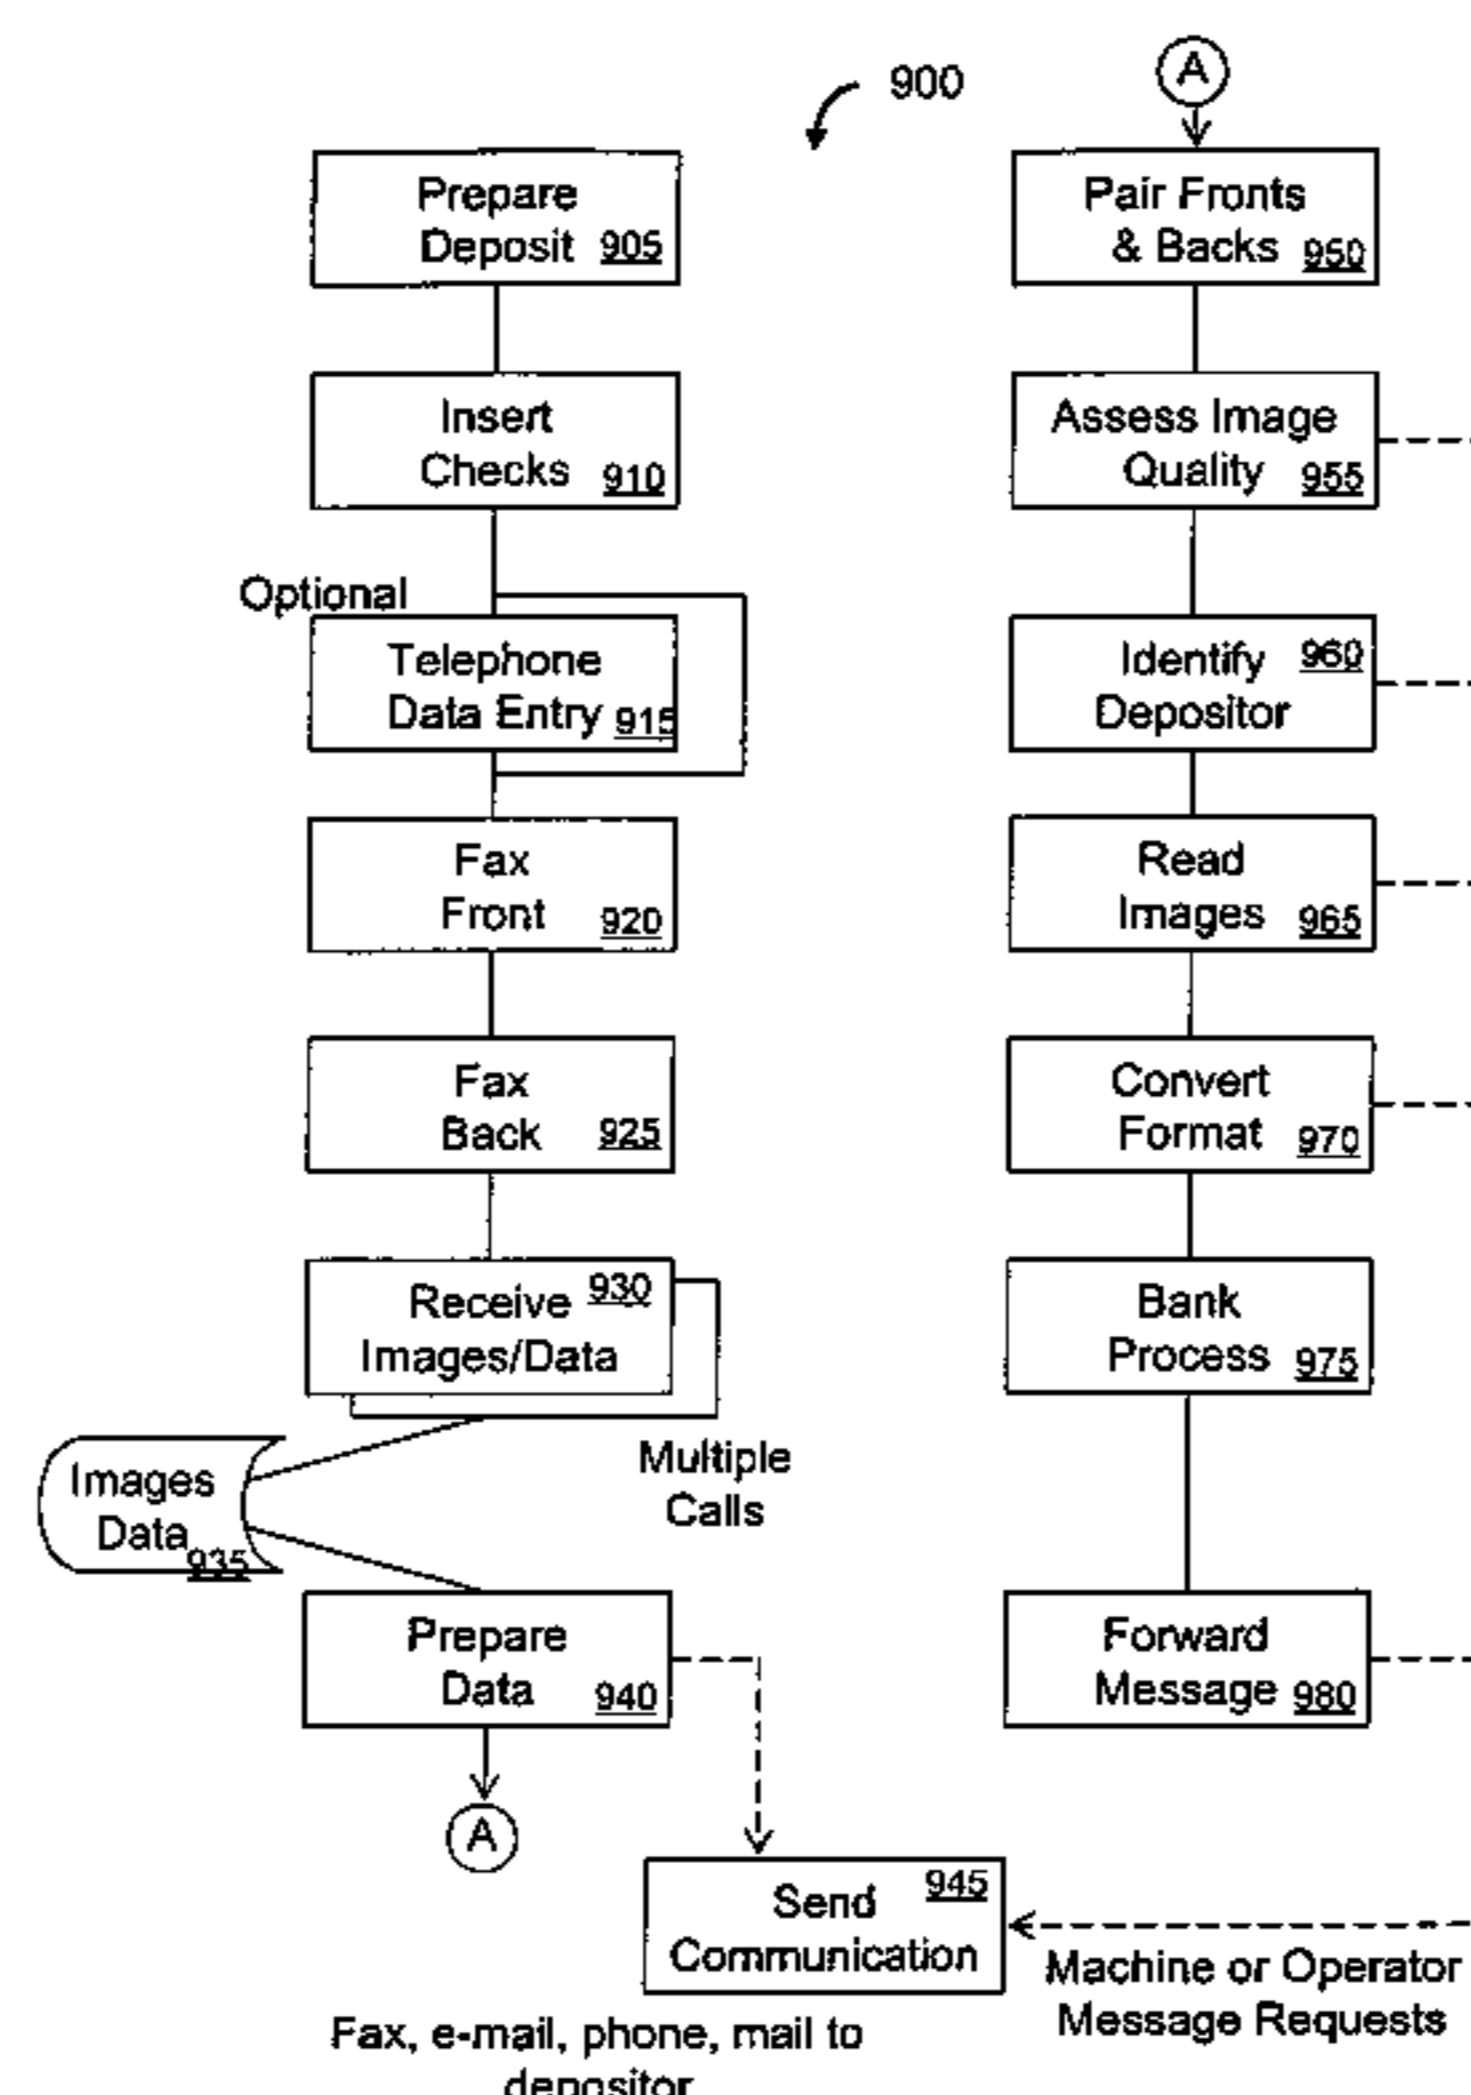 900
Prepare
Deposit 905
Insert
Checks 910
Optional
Telephone
Data Entry 915
Fax
Front 920
Fax
Back 925
Receive 930
Images/Data
Multiple
Calls
Images
Data 935
Prepare
Data 940
A
A
Pair Fronts
& Backs 950
Assess Image
Quality 955
Identify 960
Depositor
Read
Images 965
Convert
Format 970
Bank
Process 975
Forward
Message 980
Send 945
Communication
Machine or Operator
Message Requests
Fax, e-mail, phone, mail to
depositor